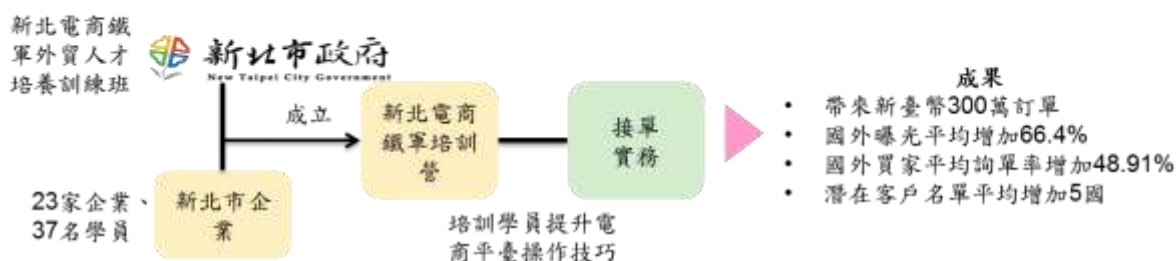 新北電商鐵
軍外貿人才
培養訓練班
新北市政府
New Taipei City Government
成立
新北電商
鐵軍培訓
營
接單
實務
成果
• 帶來新臺幣300萬訂單
• 國外曝光平均增加66.4%
• 國外買家平均詢單率增加48.91%
• 潛在客戶名單平均增加5國
23家企業、
37名學員
新北市企
業
培訓學員提升電
商平臺操作技巧